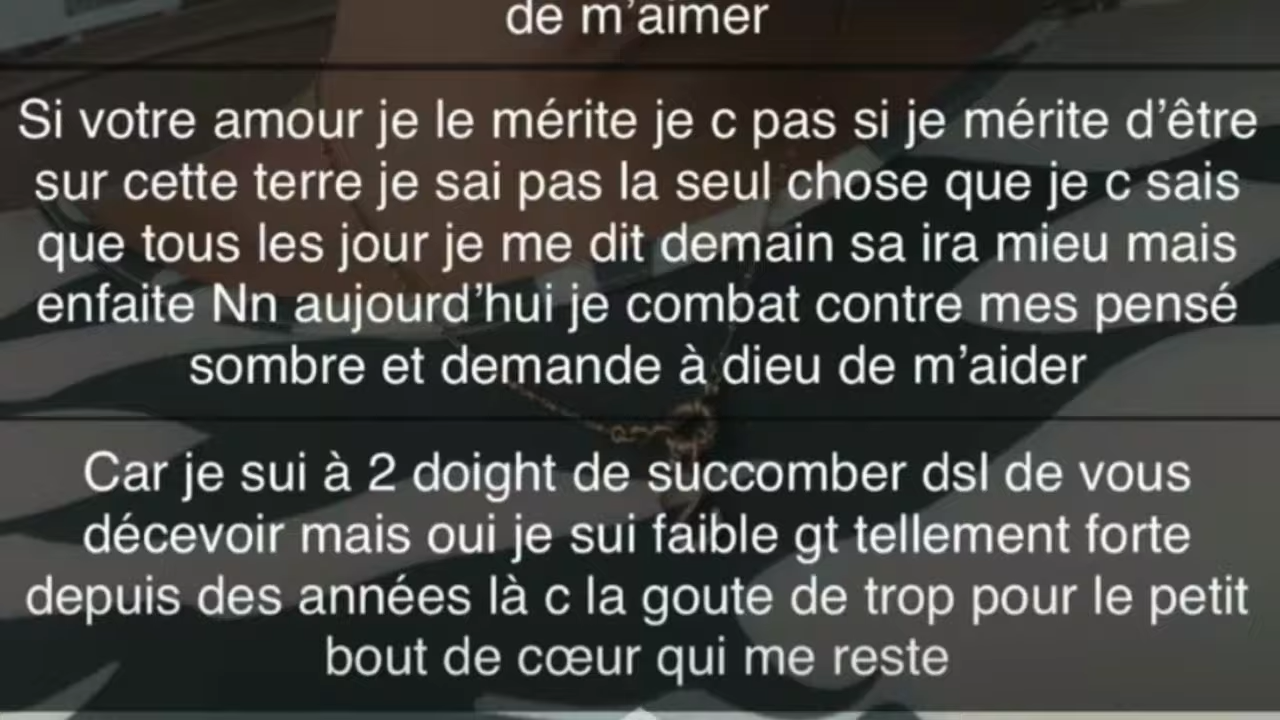 de m'aimer
Si votre amour je le mérite je c pas si je mérite d'être
sur cette terre je sai pas la seul chose que je c sais
que tous les jour je me dit demain sa ira mieu mais
enfaite Nn aujourd'hui je combat contre mes pensé
sombre et demande à dieu de m'aider
Car je sui à 2 doight de succomber dsl de vous
décevoir mais oui je sui faible gt tellement forte
depuis des années là c la goute de trop pour le petit
bout de cœur qui me reste